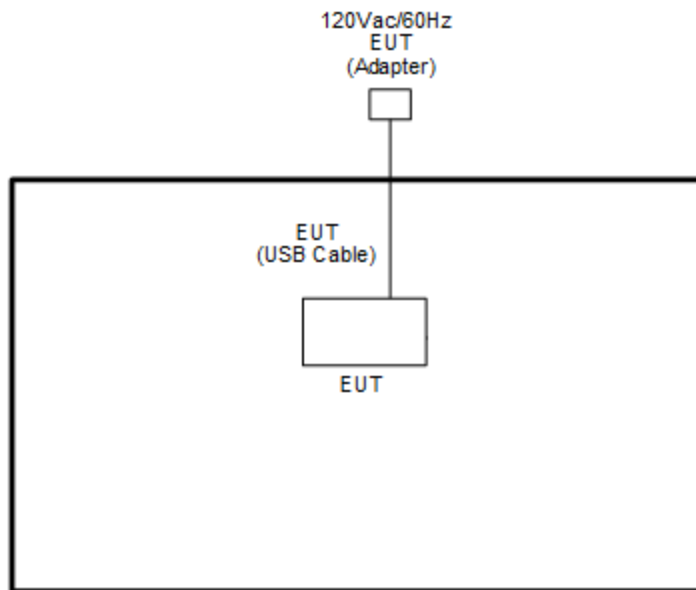 120Vac/60Hz
EUT
(Adapter)
EUT
(USB Cable)
EUT